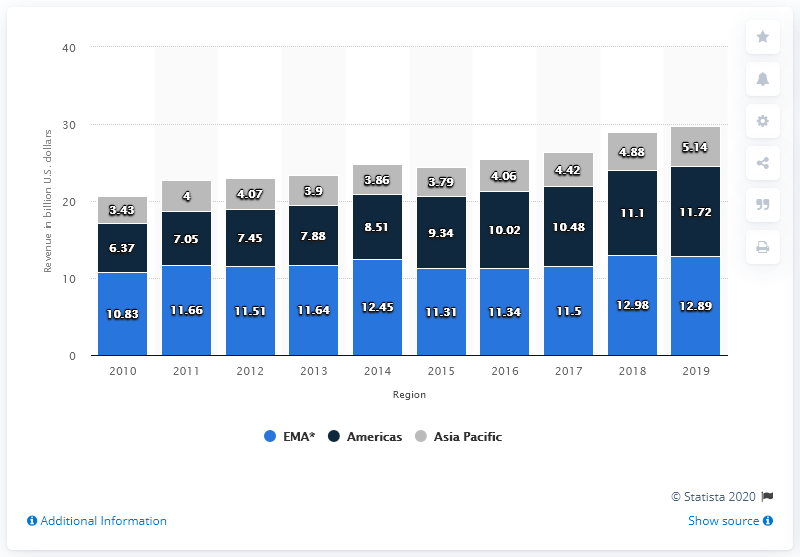 40
30
20
10
0
Revenue in billion U.S. dollars
3.43 4 4.07 3.9 3.86 3.79 4.06 4.42 4.88 5.14
6.37 7.05 7.45 7.88 8.51 9.34 10.02 10.48 11.1 11.72
10.83 11.66 11.51 11.64 12.45 11.31 11.34 11.5 12.98 12.89
2010 2011 2012 2013 2014 2015 2016 2017 2018 2019
Region
EMA* Americas Asia Pacific
© Statista 2020
Additional Information Show source